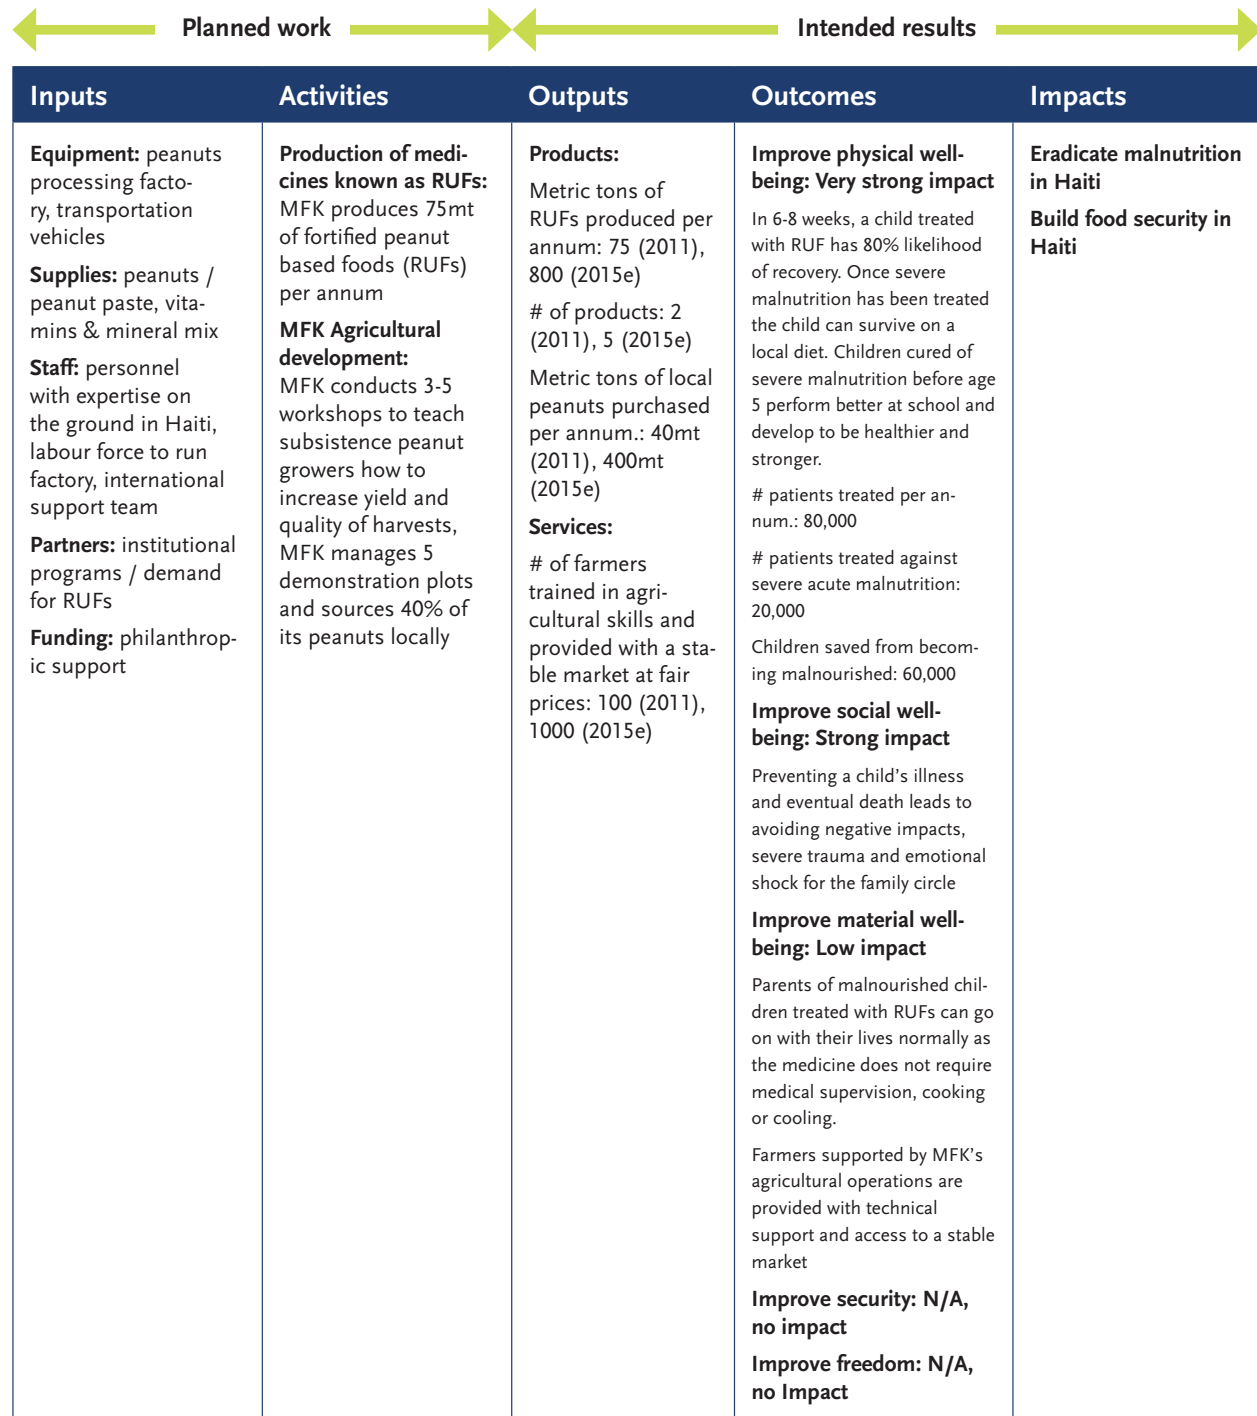 Planned work
Intended results
Inputs
Activities
Outputs
Outcomes
Impacts
Equipment: peanuts
processing facto-
ry, transportation
vehicles
Supplies: peanuts /
peanut paste, vita-
mins & mineral mix
Staff: personnel
with expertise on
the ground in Haiti,
labour force to run
factory, international
support team
Partners: institutional
programs / demand
for RUFs
Funding: philanthrop-
ic support
Production of medi-
cines known as RUFs:
MFK produces 75mt
of fortified peanut
based foods (RUFs)
per annum
MFK Agricultural
development:
MFK conducts 3-5
workshops to teach
subsistence peanut
growers how to
increase yield and
quality of harvests,
MFK manages 5
demonstration plots
and sources 40% of
its peanuts locally
Products:
Metric tons of
RUFs produced per
annum: 75 (2011),
800 (2015e)
# of products: 2
(2011), 5 (2015e)
Metric tons of local
peanuts purchased
per annum.: 40mt
(2011), 400mt
(2015e)
Services:
# of farmers
trained in agri-
cultural skills and
provided with a sta-
ble market at fair
prices: 100 (2011),
1000 (2015e)
Improve physical well-
being: Very strong impact
In 6-8 weeks, a child treated
with RUF has 80% likelihood
of recovery. Once severe
malnutrition has been treated
the child can survive on a
local diet. Children cured of
severe malnutrition before age
5 perform better at school and
develop to be healthier and
stronger.
# patients treated per an-
num.: 80,000
# patients treated against
severe acute malnutrition:
20,000
Children saved from becom-
ing malnourished: 60,000
Improve social well-
being: Strong impact
Preventing a child’s illness
and eventual death leads to
avoiding negative impacts,
severe trauma and emotional
shock for the family circle
Improve material well-
being: Low impact
Parents of malnourished chil-
dren treated with RUFs can go
on with their lives normally as
the medicine does not require
medical supervision, cooking
or cooling.
Farmers supported by MFK’s
agricultural operations are
provided with technical
support and access to a stable
market
Improve security: N/A,
no impact
Improve freedom: N/A,
no Impact
Eradicate malnutrition
in Haiti
Build food security in
Haiti